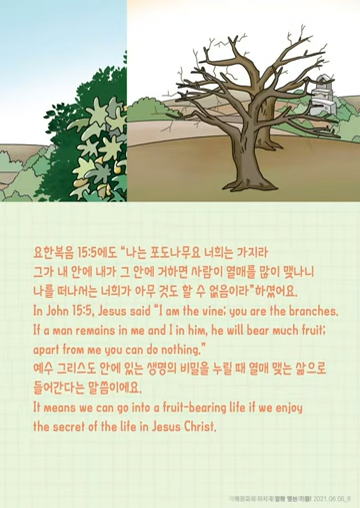 요한복음 15:5에도 "나는 포도나무요 너희는 가지라
그가 내 안에 내가 그 안에 거하면 사람이 열매를 많이 맺나니
나를 떠나서는 너희가 아무 것도 할 수 없음이라"하셨어요.
In John 15:5, Jesus said "I am the vine; you are the branches.
If a man remains in me and I in him, he will bear much fruit;
apart from me you can do nothing."
예수 그리스도 안에 있는 생명의 비밀을 누릴 때 열매 맺는 삶으로
들어간다는 말씀이에요.
It means we can go into a fruit-bearing life if we enjoy
the secret of the life in Jesus Christ.
2021.06.06_8